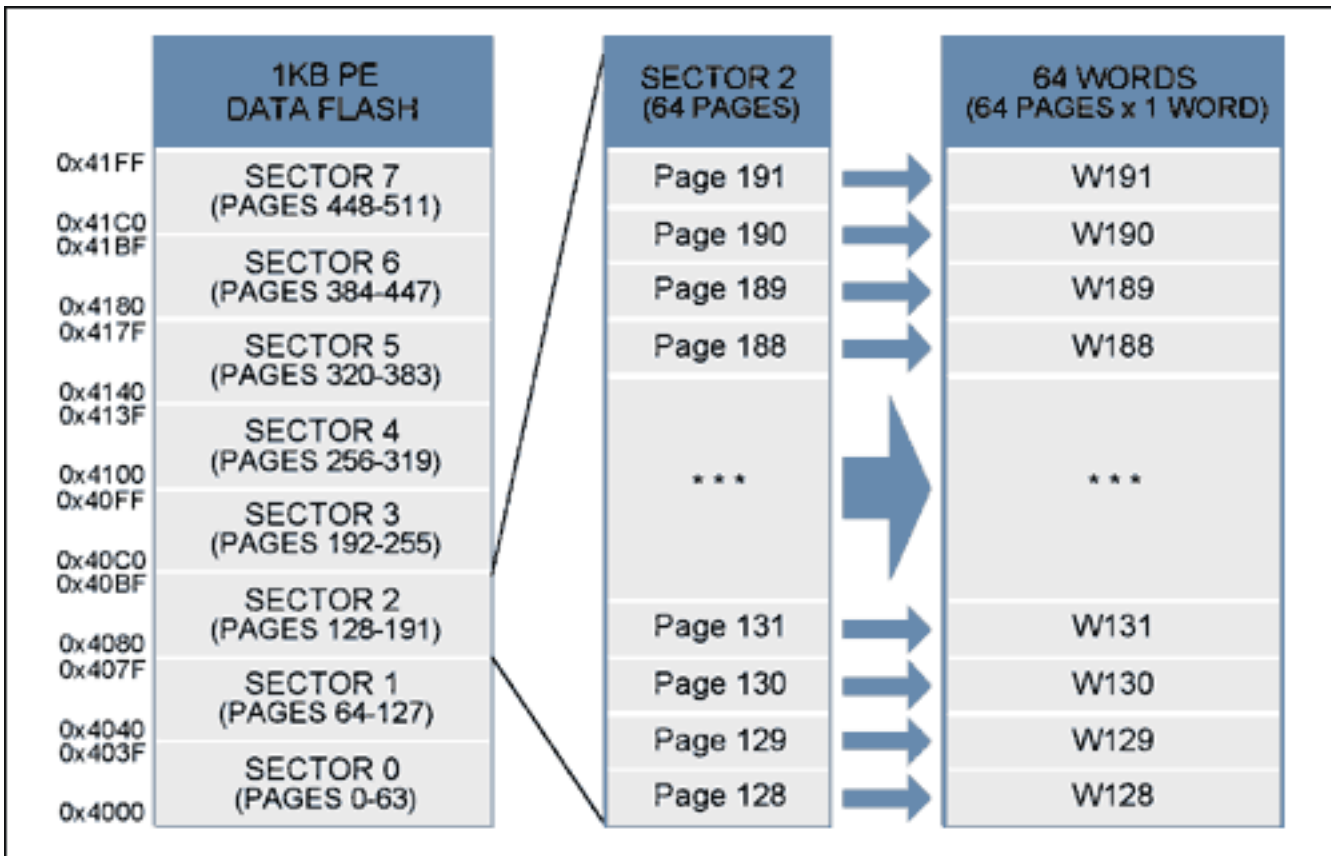 1KB PE
DATA FLASH
0x41FF
SECTOR 7
(PAGES 448-511)
0x41C0
0x41BF
SECTOR 6
(PAGES 384-447)
0x4180
0x417F
SECTOR 5
(PAGES 320-383)
0x4140
0x413F
SECTOR 4
(PAGES 256-319)
0x4100
0x40FF
SECTOR 3
(PAGES 192-255)
0x40C0
0x40BF
SECTOR 2
(PAGES 128-191)
0x4080
0x407F
SECTOR 1
(PAGES 64-127)
0x4040
0x403F
SECTOR 0
(PAGES 0-63)
0x4000
SECTOR 2
(64 PAGES)
Page 191
Page 190
Page 189
Page 188
* * *
Page 131
Page 130
Page 129
Page 128
64 WORDS
(64 PAGES x 1 WORD)
W191
W190
W189
W188
* * *
W131
W130
W129
W128